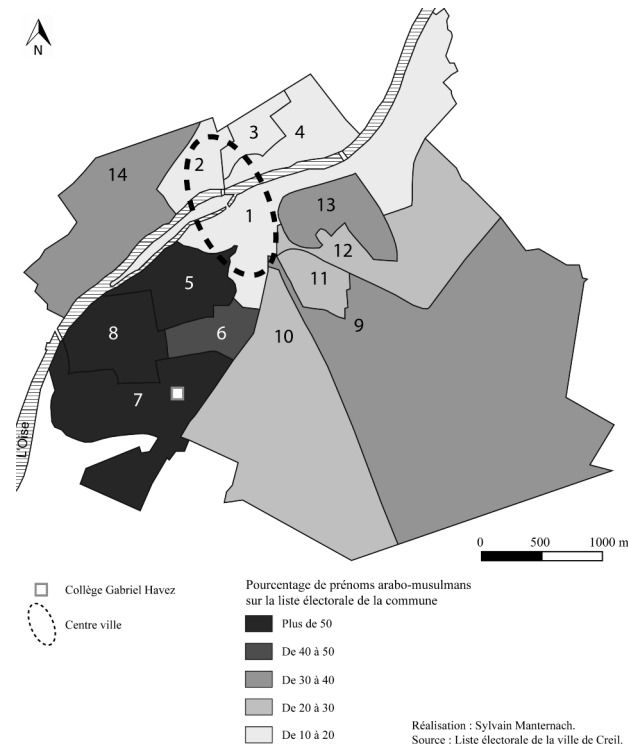 N
3
4
2
14
1
13
12
5
11
9
6
10
8
7
L'Oise
0 500 1000 m
Collège Gabriel Havez
Centre ville
Pourcentage de prénoms arabo-musulmans
sur la liste électorale de la commune
Plus de 50
De 40 à 50
De 30 à 40
De 20 à 30
De 10 à 20
Réalisation : Sylvain Manternach.
Source : Liste électorale de la ville de Creil.